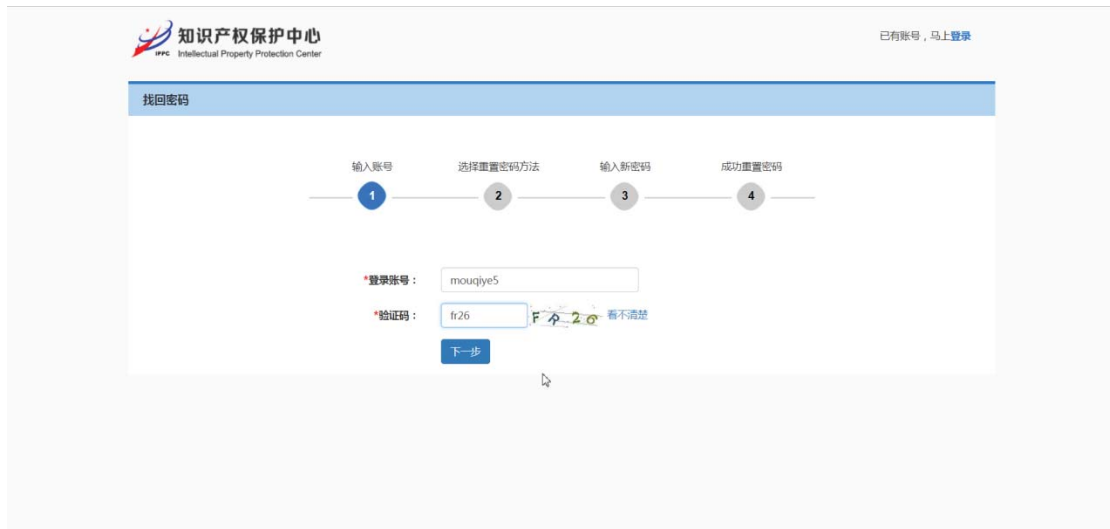 知识产权保护中心
IPPC Intellectual Property Protection Center
已有账号，马上登录
找回密码
输入账号 选择重置密码方法 输入新密码 成功重置密码
1 2 3 4
*登录账号： mouqiye5
*验证码： fr26 FR26 看不清楚
下一步